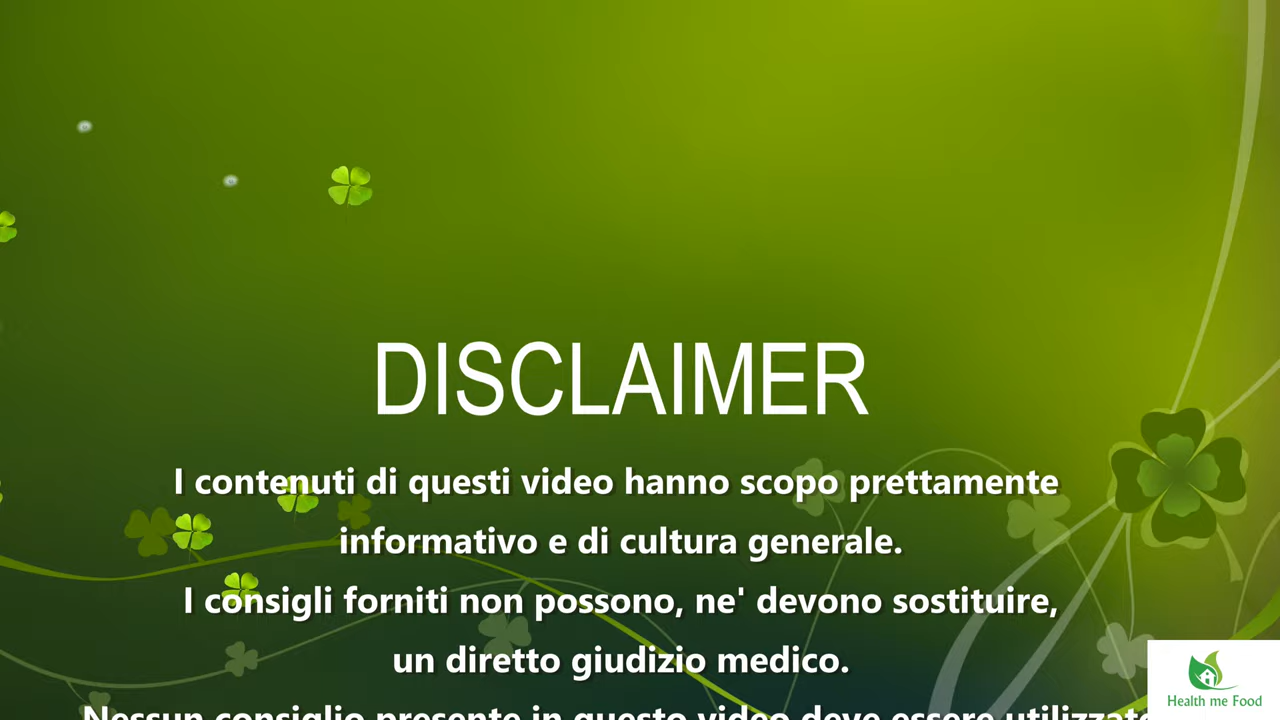 DISCLAIMER
I contenuti di questi video hanno scopo prettamente
informativo e di cultura generale.
I consigli forniti non possono, ne' devono sostituire,
un diretto giudizio medico.
Nessun consiglio presente in questo video deve essere
Health me Food